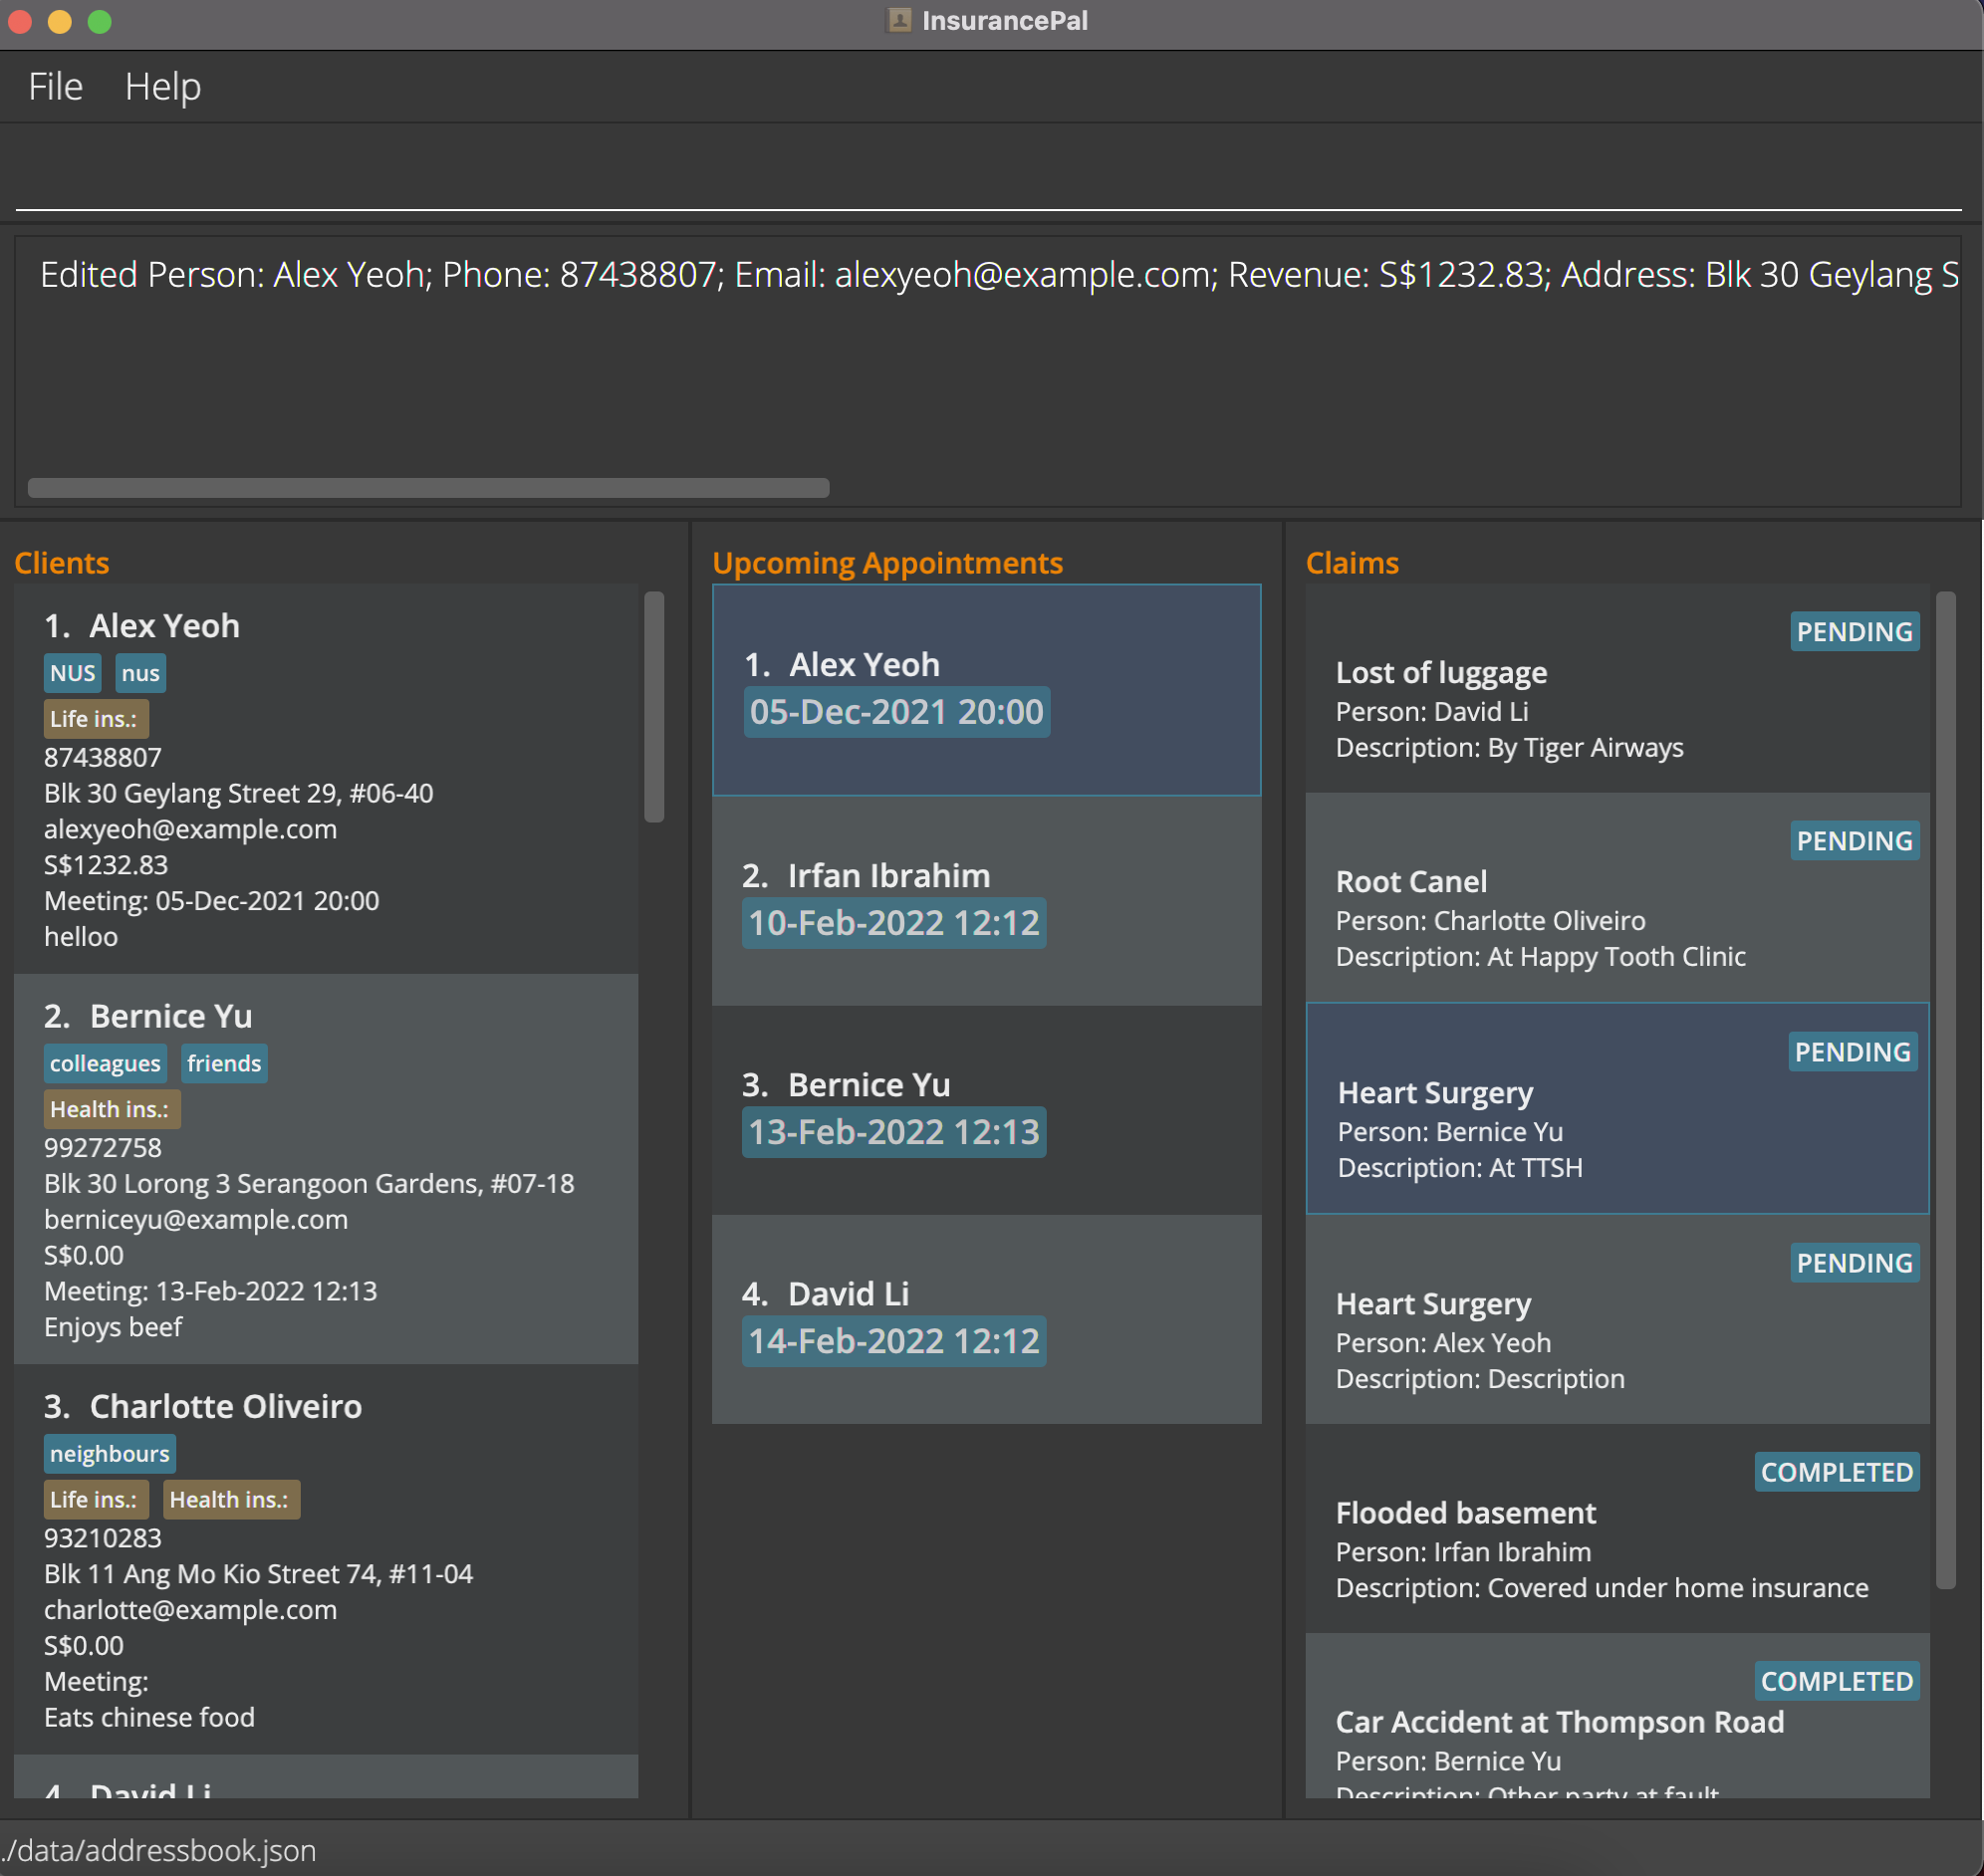 InsurancePal
File Help
Edited Person: Alex Yeoh; Phone: 87438807; Email: alexyeoh@example.com; Revenue: S$1232.83; Address: Blk 30 Geylang S
Clients
1. Alex Yeoh
NUS nus
Life ins.:
87438807
Blk 30 Geylang Street 29, #06-40
alexyeoh@example.com
S$1232.83
Meeting: 05-Dec-2021 20:00
helloo
2. Bernice Yu
colleagues friends
Health ins.:
99272758
Blk 30 Lorong 3 Serangoon Gardens, #07-18
berniceyu@example.com
S$0.00
Meeting: 13-Feb-2022 12:13
Enjoys beef
3. Charlotte Oliveiro
neighbours
Life ins.: Health ins.:
93210283
Blk 11 Ang Mo Kio Street 74, #11-04
charlotte@example.com
S$0.00
Meeting:
Eats chinese food
4. David Li
Upcoming Appointments
1. Alex Yeoh
05-Dec-2021 20:00
2. Irfan Ibrahim
10-Feb-2022 12:12
3. Bernice Yu
13-Feb-2022 12:13
4. David Li
14-Feb-2022 12:12
Claims
PENDING
Lost of luggage
Person: David Li
Description: By Tiger Airways
PENDING
Root Canel
Person: Charlotte Oliveiro
Description: At Happy Tooth Clinic
PENDING
Heart Surgery
Person: Bernice Yu
Description: At TTSH
PENDING
Heart Surgery
Person: Alex Yeoh
Description: Description
COMPLETED
Flooded basement
Person: Irfan Ibrahim
Description: Covered under home insurance
COMPLETED
Car Accident at Thompson Road
Person: Bernice Yu
Description: Other party at fault
./data/addressbook.json